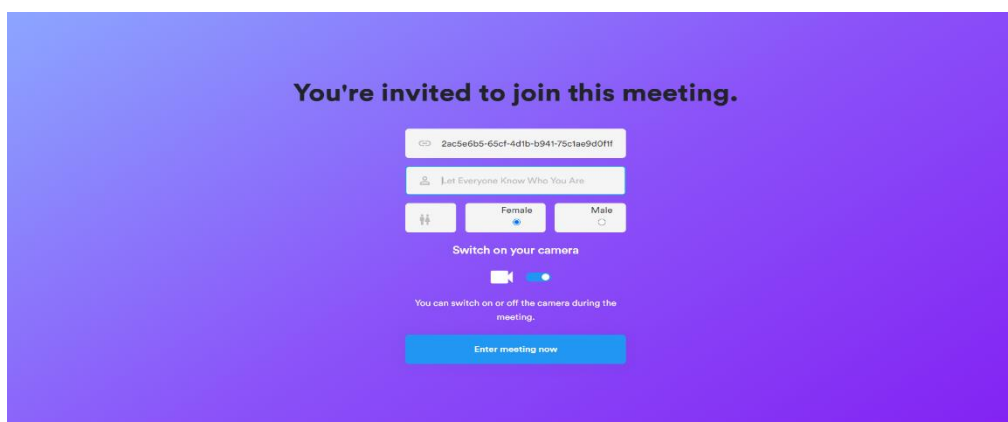 You're invited to join this meeting.
2ac5e6b5-65cf-4d1b-b941-75c1ae9d0f1f
Let Everyone Know Who You Are
Female Male
Switch on your camera
You can switch on or off the camera during the
meeting.
Enter meeting now